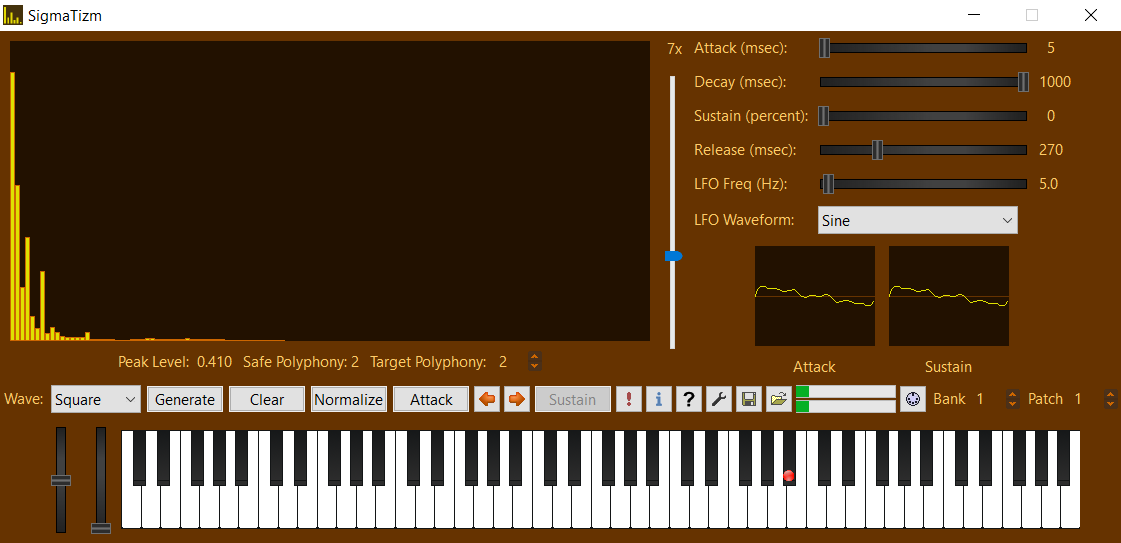 SigmaTizm
7x
Attack (msec): 5
Decay (msec): 1000
Sustain (percent): 0
Release (msec): 270
LFO Freq (Hz): 5.0
LFO Waveform: Sine
Attack Sustain
Peak Level: 0.410 Safe Polyphony: 2 Target Polyphony: 2
Wave: Square Generate Clear Normalize Attack Sustain ! i ? Bank 1 Patch 1